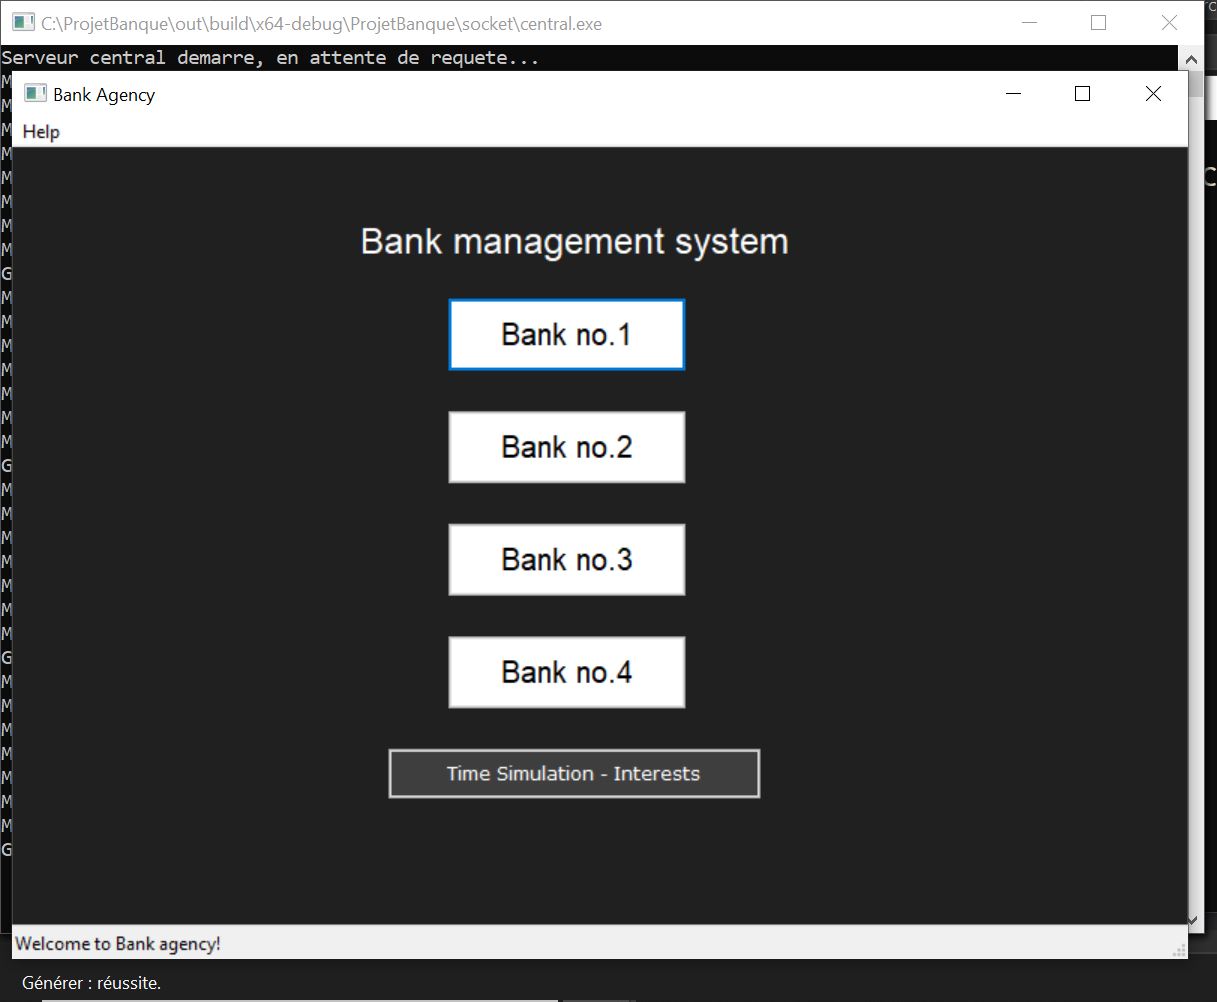 C:\ProjetBanque\out\build\x64-debug\ProjetBanque\socket\central.exe
Serveur central demarre, en attente de requete...
Bank Agency
Help
Bank management system
Bank no.1
Bank no.2
Bank no.3
Bank no.4
Time Simulation - Interests
Welcome to Bank agency!
Générer : réussite.